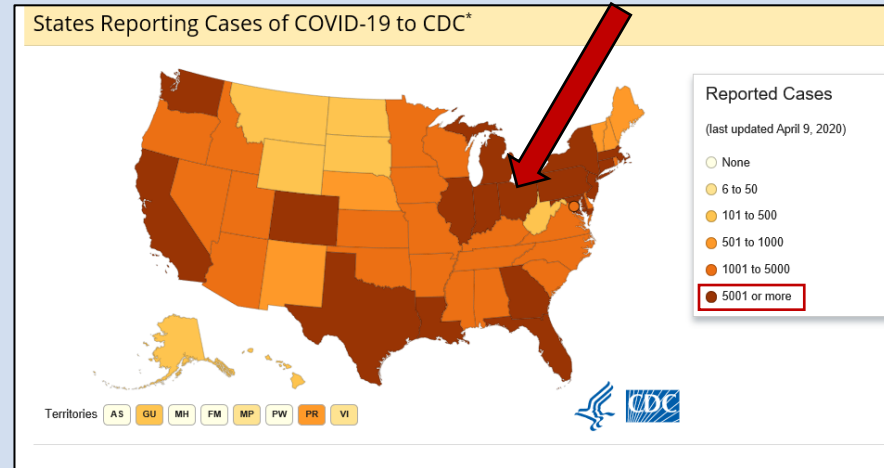 States Reporting Cases of COVID-19 to CDC*
Reported Cases
(last updated April 9, 2020)
None
6 to 50
101 to 500
501 to 1000
1001 to 5000
5001 or more
Territories AS GU MH FM MP PW PR VI
CDC